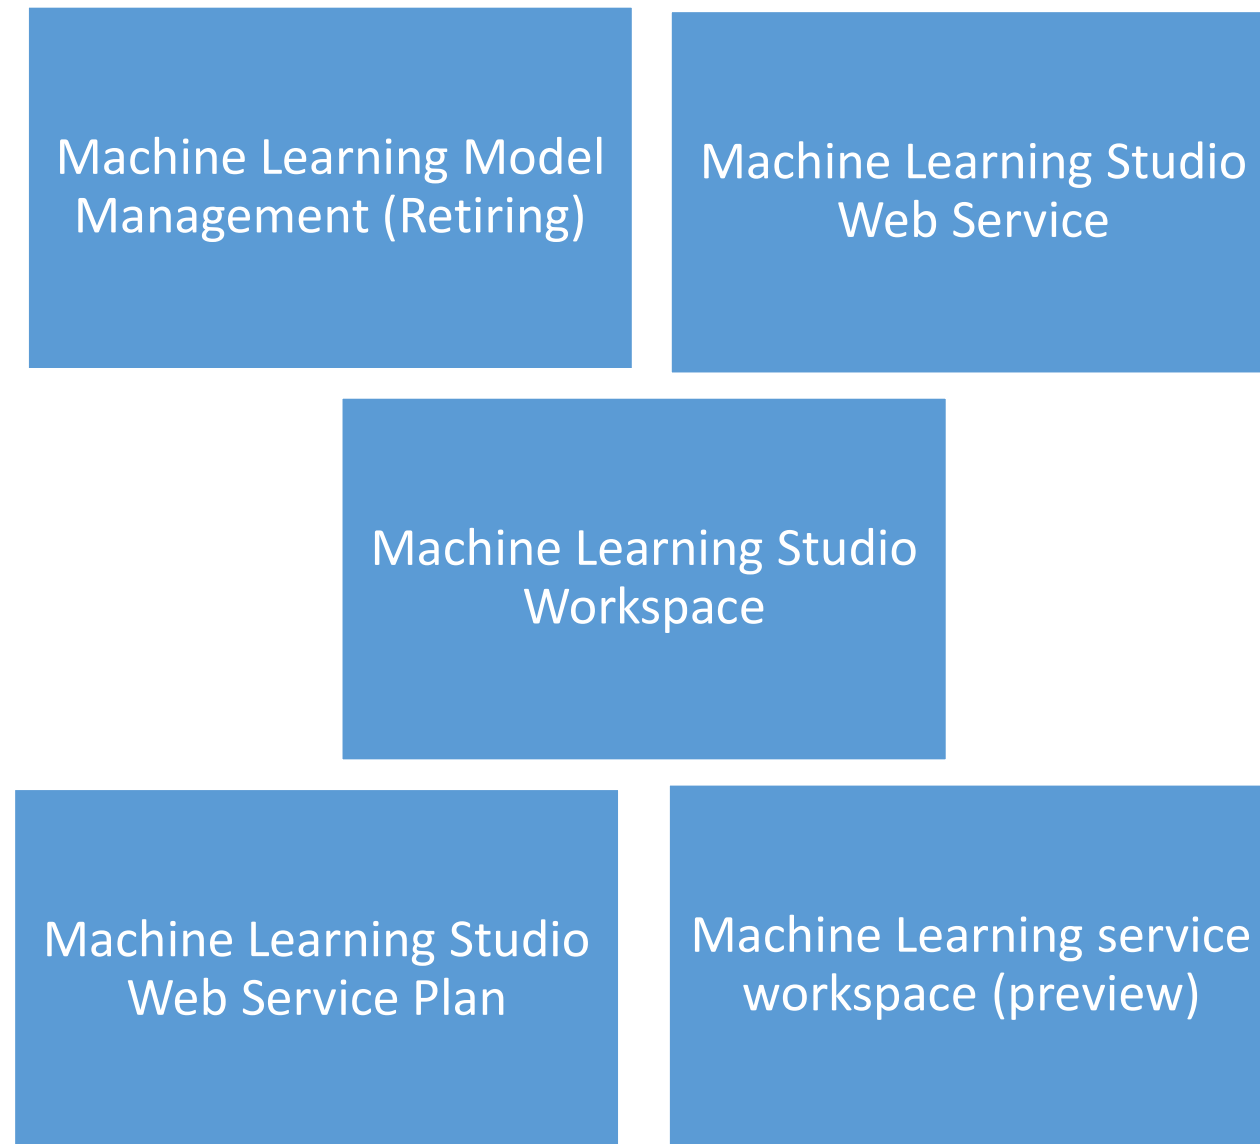 Machine Learning Model
Management (Retiring)
Machine Learning Studio
Web Service
Machine Learning Studio
Workspace
Machine Learning Studio
Web Service Plan
Machine Learning service
workspace (preview)